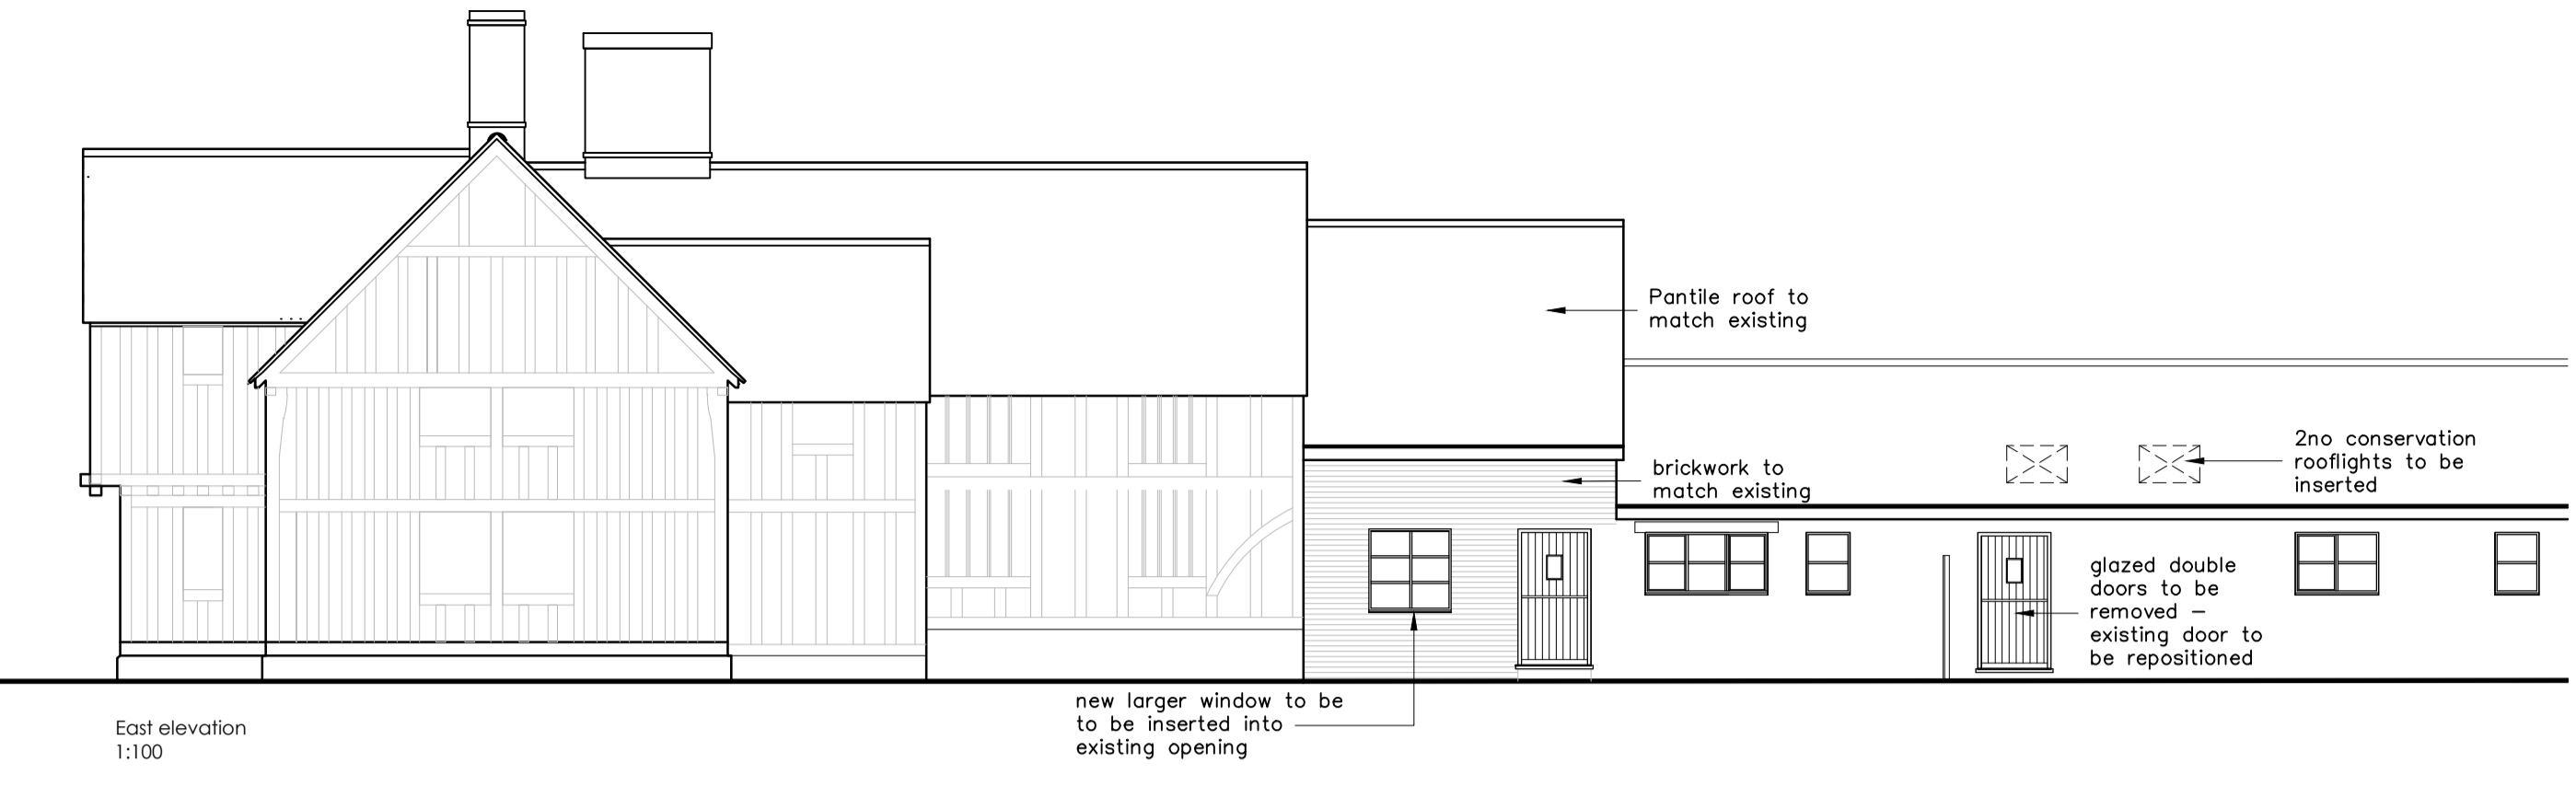 Pantile roof to
match existing
brickwork to
match existing
2no conservation
rooflights to be
inserted
glazed double
doors to be
removed –
existing door to
be repositioned
new larger window to be
to be inserted into
existing opening
East elevation
1:100